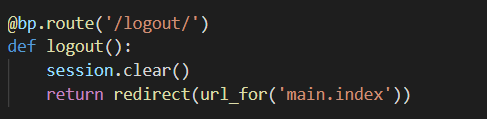 @bp.route('/logout/')
def logout():
    session.clear()
    return redirect(url_for('main.index'))